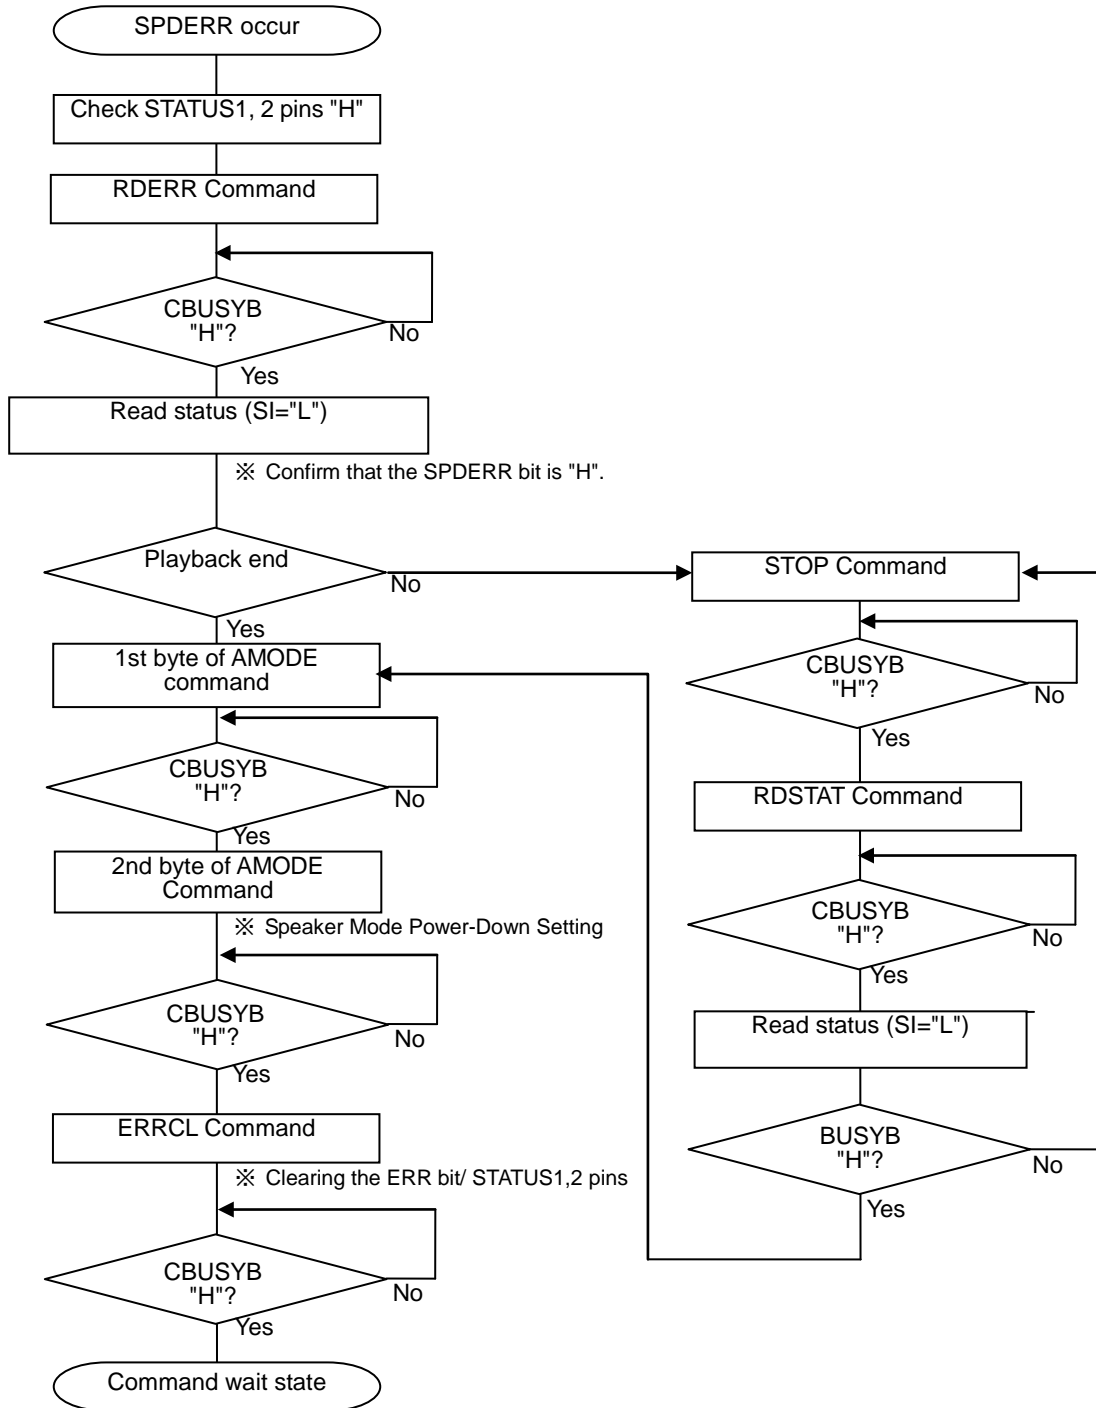 SPDERR occur
Check STATUS1, 2 pins "H"
RDERR Command
CBUSYB
"H"?
No
Yes
Read status (SI="L")
※ Confirm that the SPDERR bit is "H".
Playback end
No
Yes
1st byte of AMODE
command
CBUSYB
"H"?
No
Yes
2nd byte of AMODE
Command
※ Speaker Mode Power-Down Setting
CBUSYB
"H"?
No
Yes
ERRCL Command
※ Clearing the ERR bit/ STATUS1,2 pins
CBUSYB
"H"?
No
Yes
Command wait state
STOP Command
CBUSYB
"H"?
No
Yes
RDSTAT Command
CBUSYB
"H"?
No
Yes
Read status (SI="L")
BUSYB
"H"?
No
Yes